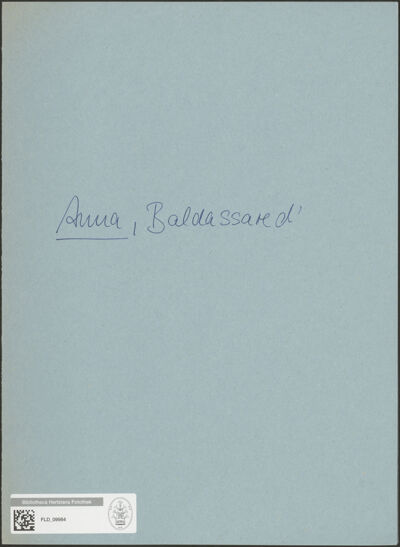 Anna, Baldassare d'
Bibliotheca Hertziana Fotothek
FLD_09984